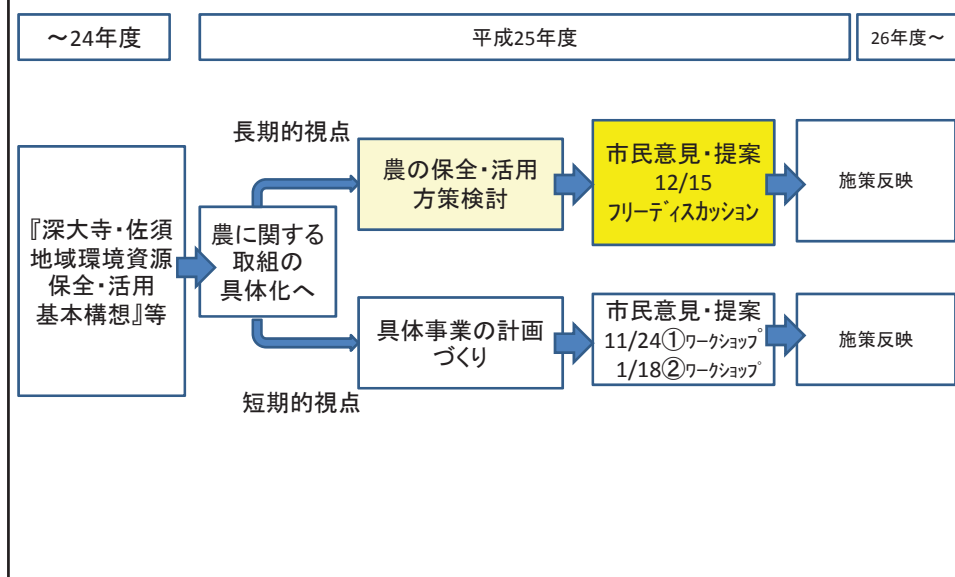 ～24年度
平成25年度
26年度～
長期的視点
『深大寺・佐須
地域環境資源
保全・活用
基本構想』等
農に関する
取組の
具体化へ
農の保全・活用
方策検討
市民意見・提案
12/15
フリーディスカッション
施策反映
具体事業の計画
づくり
市民意見・提案
11/24①ワークショップ
1/18②ワークショップ
施策反映
短期的視点